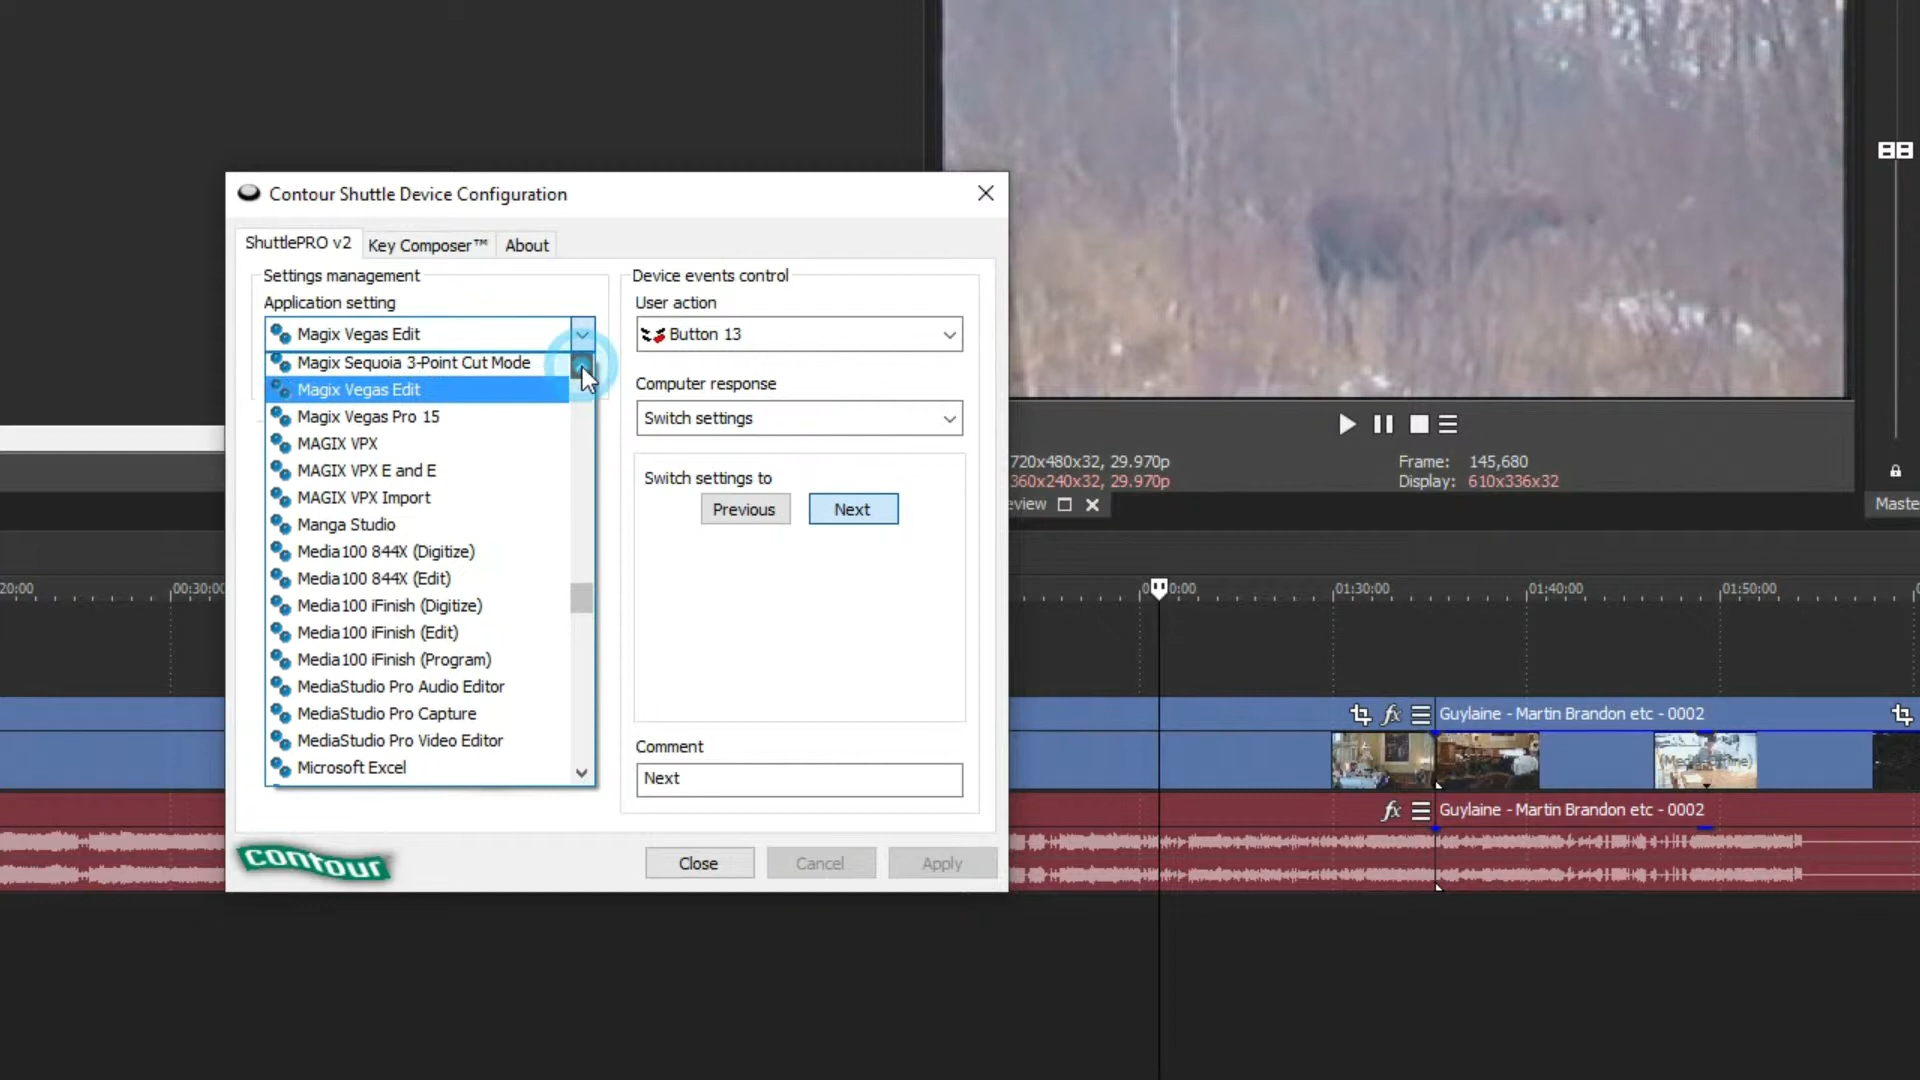 Contour Shuttle Device Configuration
ShuttlePRO v2
Key Composer™
About
Settings management
Application setting
Magix Vegas Edit
Magix Sequoia 3-Point Cut Mode
Magix Vegas Edit
Magix Vegas Pro 15
MAGIX VPX
MAGIX VPX E and E
MAGIX VPX Import
Manga Studio
Media100 844X (Digitize)
Media100 844X (Edit)
Media100 iFinish (Digitize)
Media100 iFinish (Edit)
Media100 iFinish (Program)
MediaStudio Pro Audio Editor
MediaStudio Pro Capture
MediaStudio Pro Video Editor
Microsoft Excel
Device events control
User action
Button 13
Computer response
Switch settings
Switch settings to
Previous
Next
Comment
Next
contour
Close
Cancel
Apply
720x480x32, 29.970p
360x240x32, 29.970p
Frame: 145,680
Display: 610x336x32
eview
Maste
20:00
00:30:00
0:00
01:30:00
01:40:00
01:50:00
fx
Guylaine - Martin Brandon etc - 0002
fx
Guylaine - Martin Brandon etc - 0002